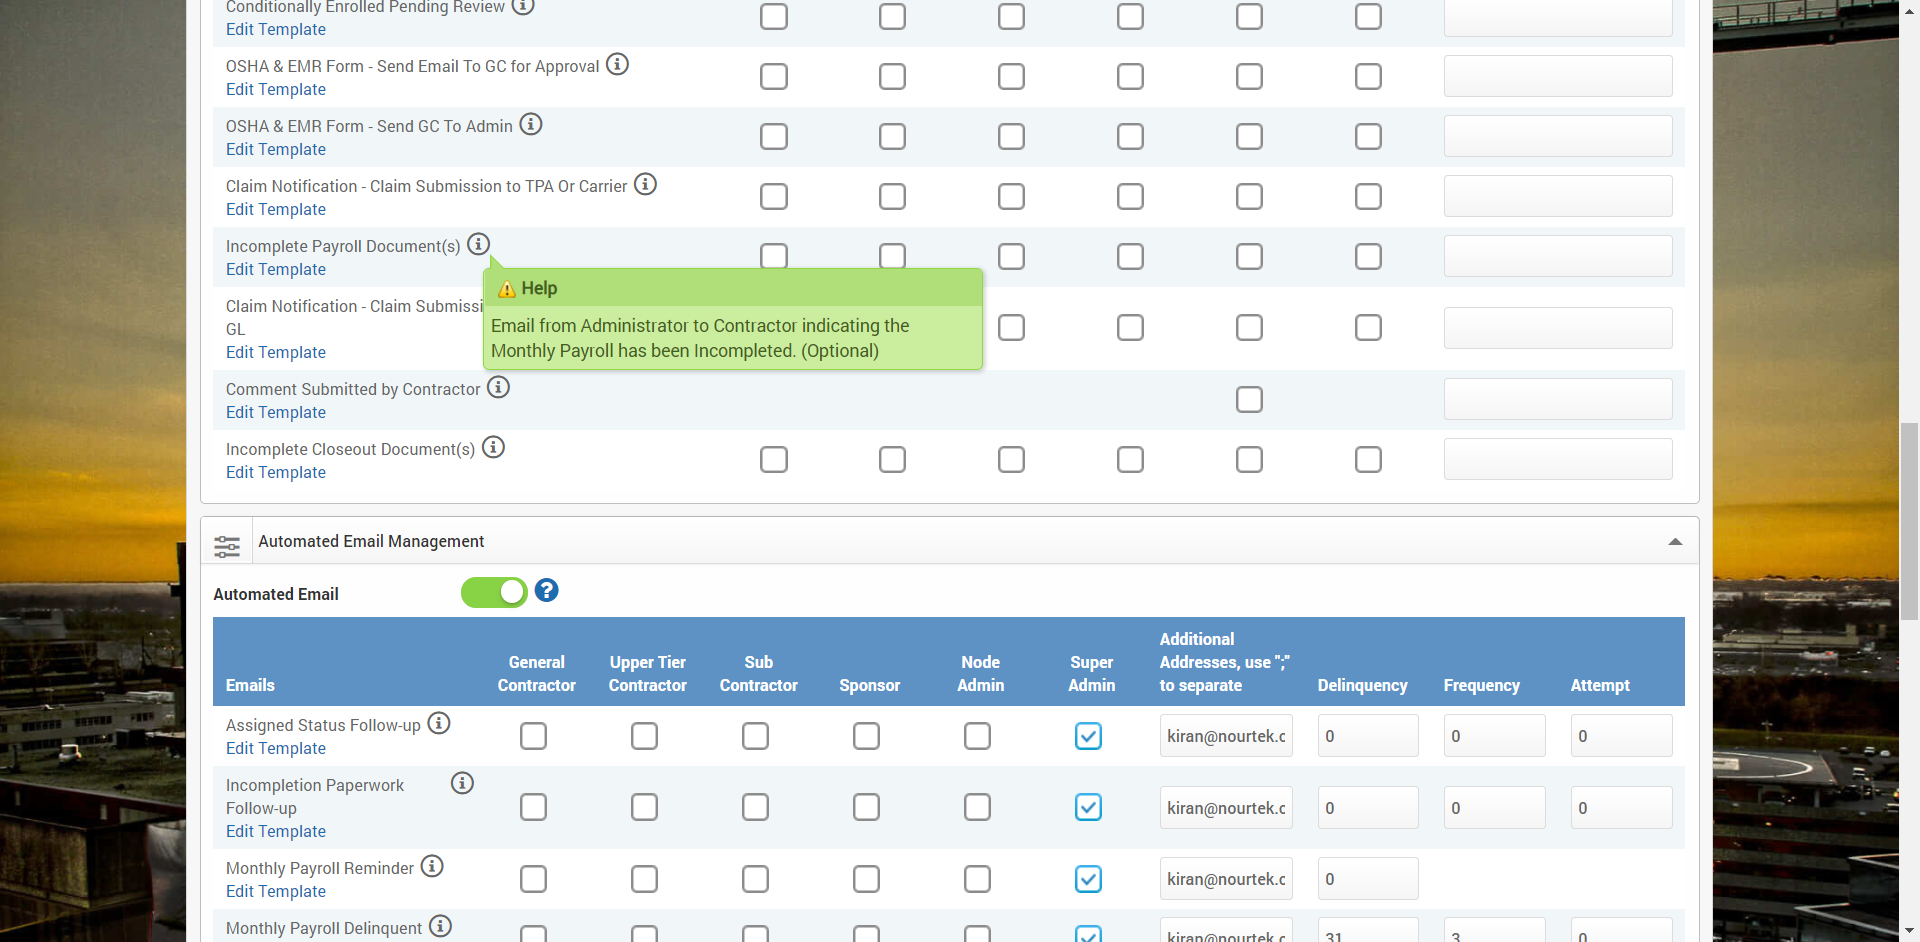 Conditionally Enrolled Pending Review
Edit Template
OSHA & EMR Form - Send Email To GC for Approval
Edit Template
OSHA & EMR Form - Send GC To Admin
Edit Template
Claim Notification - Claim Submission to TPA Or Carrier
Edit Template
Incomplete Payroll Document(s)
Edit Template
Help
Email from Administrator to Contractor indicating the
Monthly Payroll has been Incompleted. (Optional)
Claim Notification - Claim Submissi
GL
Edit Template
Comment Submitted by Contractor
Edit Template
Incomplete Closeout Document(s)
Edit Template
Automated Email Management
Automated Email
Emails
General
Contractor
Upper Tier
Contractor
Sub
Contractor
Sponsor
Node
Admin
Super
Admin
Additional
Addresses, use ";"
to separate
Delinquency
Frequency
Attempt
Assigned Status Follow-up
Edit Template
kiran@nourtek.c 0 0 0
Incompletion Paperwork
Follow-up
Edit Template
kiran@nourtek.c 0 0 0
Monthly Payroll Reminder
Edit Template
kiran@nourtek.c 0
Monthly Payroll Delinquent
kiran@nourtek.c 31 3 0